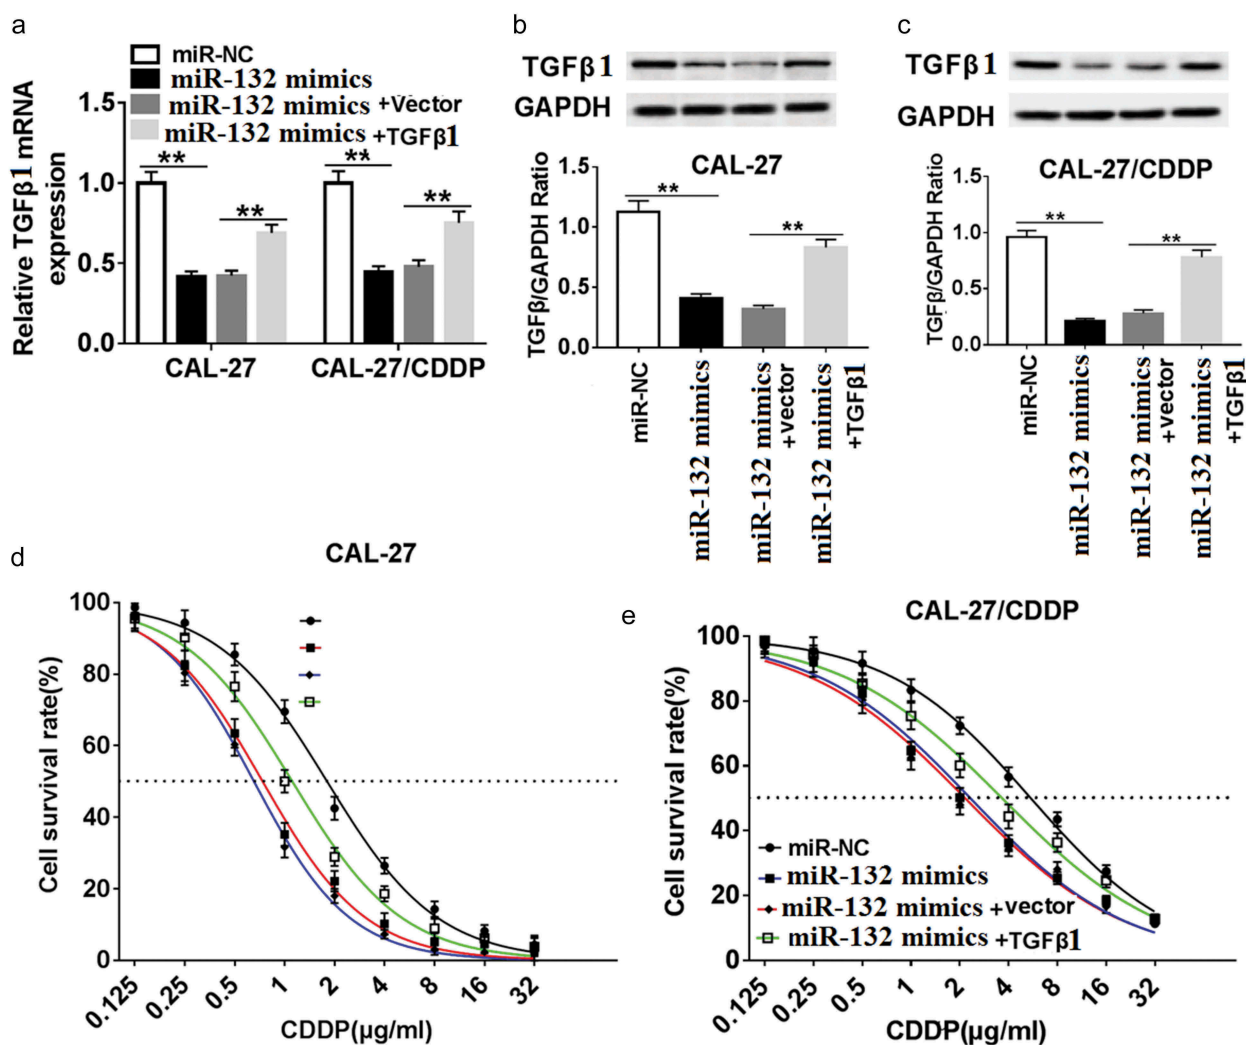 a
miR-NC
miR-132 mimics
miR-132 mimics +Vector
miR-132 mimics +TGFβ1
Relative TGFβ1 mRNA
expression
1.5
1.0
0.5
0.0
**
**
**
**
CAL-27
CAL-27/CDDP
b
TGFβ1
GAPDH
CAL-27
TGFβ/GAPDH Ratio
1.5
1.0
0.5
0.0
**
**
miR-NC
miR-132 mimics
miR-132 mimics
+vector
miR-132 mimics
+TGFβ1
c
TGFβ1
GAPDH
CAL-27/CDDP
TGFβ/GAPDH Ratio
1.5
1.0
0.5
0.0
**
**
miR-NC
miR-132 mimics
miR-132 mimics
+vector
miR-132 mimics
+TGFβ1
d
CAL-27
Cell survival rate(%)
100
80
60
40
20
0
0.125
0.25
0.5
1
2
4
8
16
32
CDDP(μg/ml)
e
CAL-27/CDDP
Cell survival rate(%)
100
80
60
40
20
0
miR-NC
miR-132 mimics
miR-132 mimics +vector
miR-132 mimics +TGFβ1
0.125
0.25
0.5
1
2
4
8
16
32
CDDP(μg/ml)